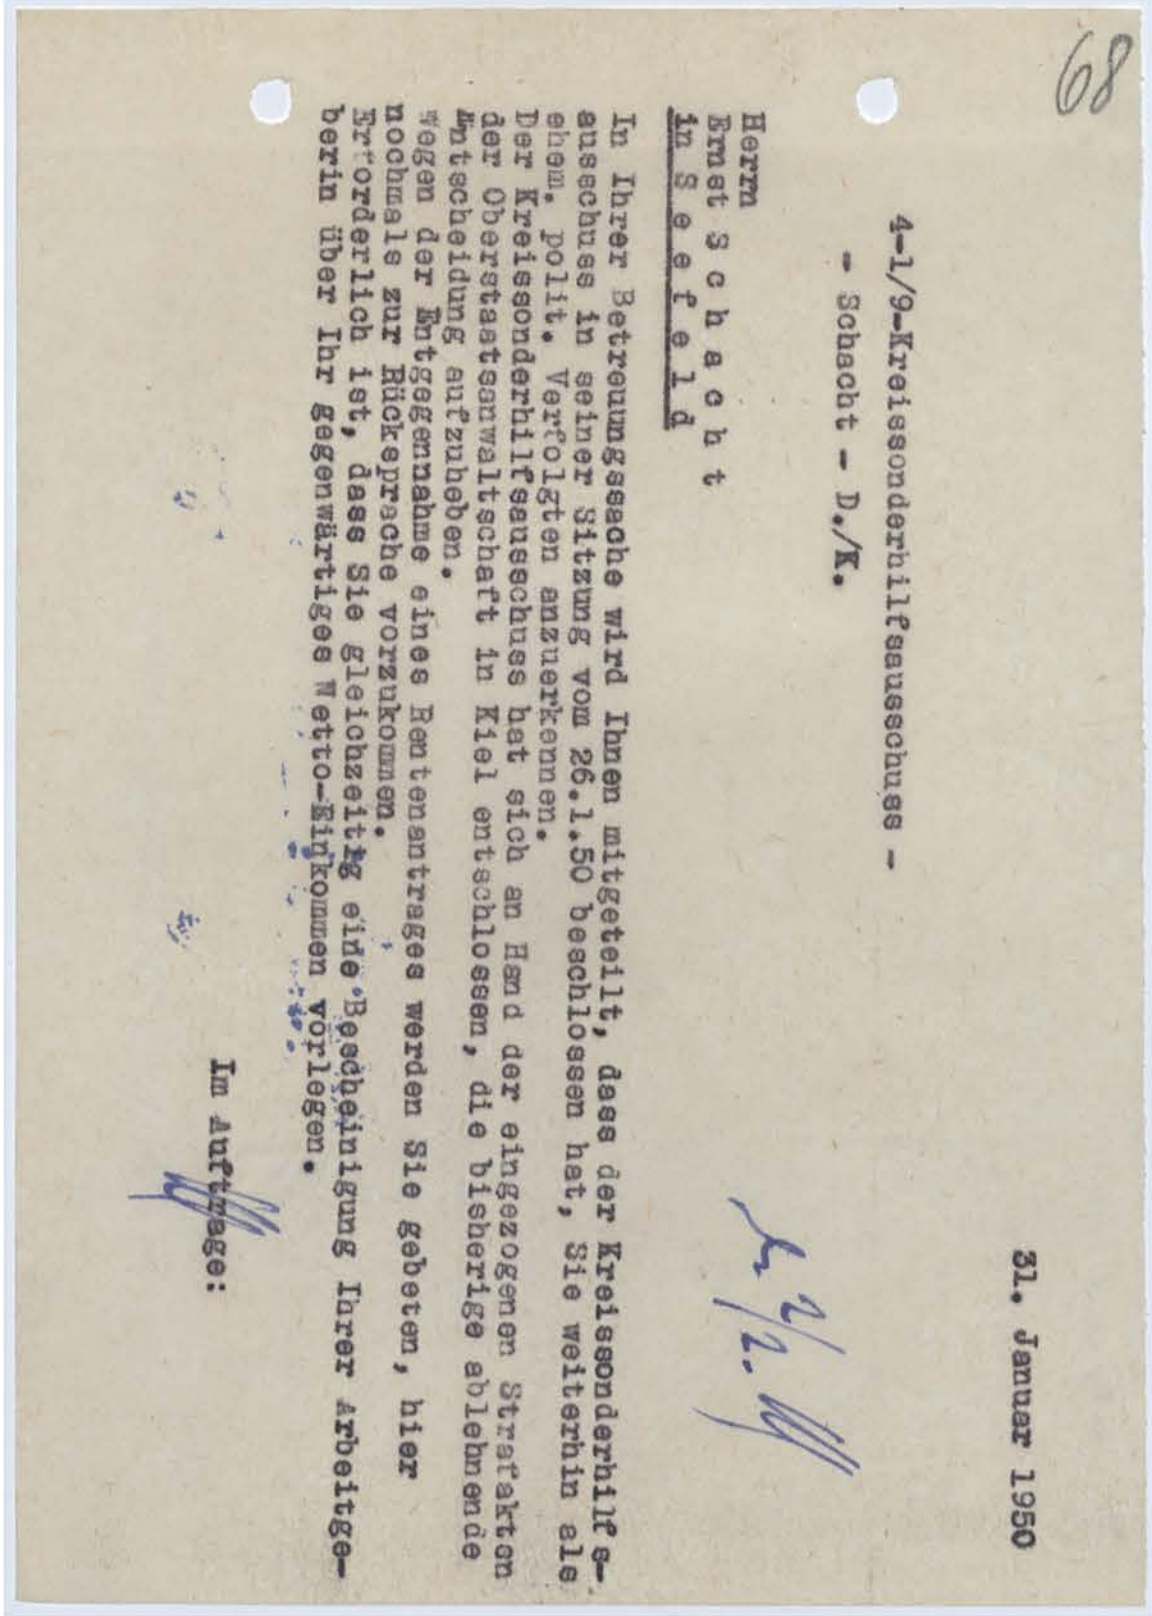 68
31. Januar 1950
4-1/9-Kreissonderhilfsausschuss -
- Schacht - D./K.
2/2.
Herrn
Ernst S c h a c h t
in S e e f e l d
In Ihrer Betreuungssache wird Ihnen mitgeteilt, dass der Kreissonderhilfs-
ausschuss in seiner Sitzung vom 26.1.50 beschlossen hat, Sie weiterhin als
ehem. polit. Verfolgten anzuerkennen.
Der Kreissonderhilfsausschuss hat sich an Hand der eingezogenen Strafakten
der Oberstaatsanwaltschaft in Kiel entschlossen, die bisherige ablehnende
Entscheidung aufzuheben.
Wegen der Entgegennahme eines Rentenantrages werden Sie gebeten, hier
nochmals zur Rücksprache vorzukommen.
Erforderlich ist, dass Sie gleichzeitig eine Bescheinigung Ihrer Arbeitge-
berin über Ihr gegenwärtiges Netto-Einkommen vorlegen.
Im Auftrage: